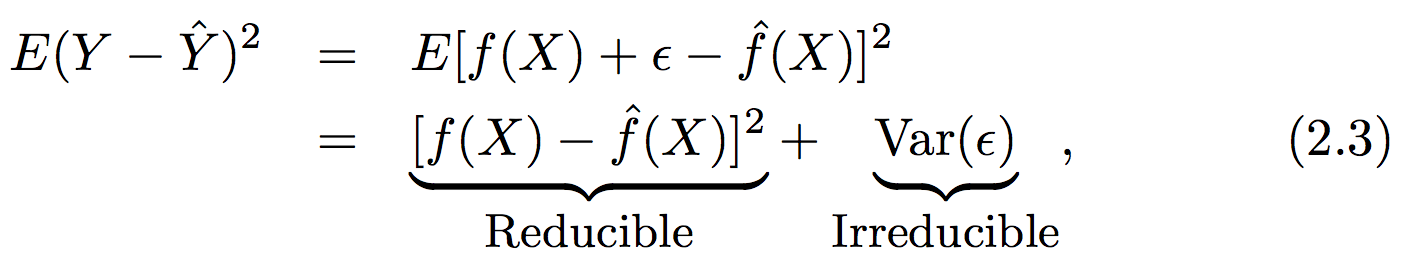 E(Y − Ŷ)² = E[f(X) + ϵ − f̂(X)]²
= [f(X) − f̂(X)]² + Var(ϵ) , (2.3)
Reducible Irreducible